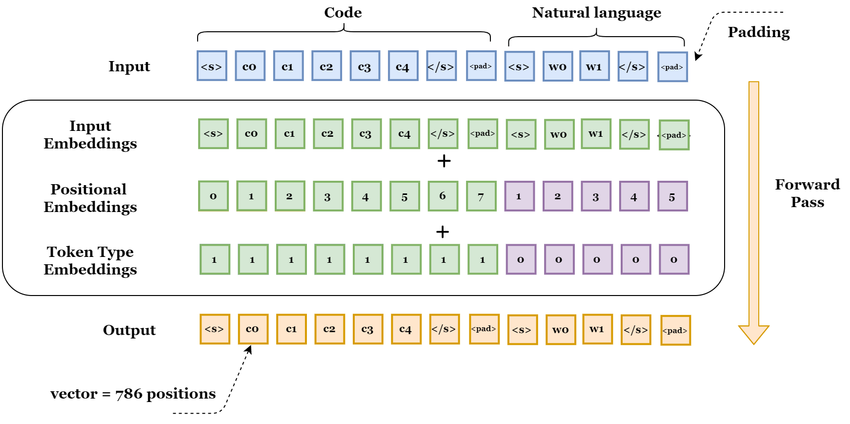 Code
Natural language
Padding
Input
<s> c0 c1 c2 c3 c4 </s> <pad> <s> w0 w1 </s> <pad>
Input
Embeddings
<s> c0 c1 c2 c3 c4 </s> <pad> <s> w0 w1 </s> <pad>
+
Positional
Embeddings
0 1 2 3 4 5 6 7 1 2 3 4 5
+
Token Type
Embeddings
1 1 1 1 1 1 1 1 0 0 0 0 0
Forward
Pass
Output
<s> c0 c1 c2 c3 c4 </s> <pad> <s> w0 w1 </s> <pad>
vector = 786 positions